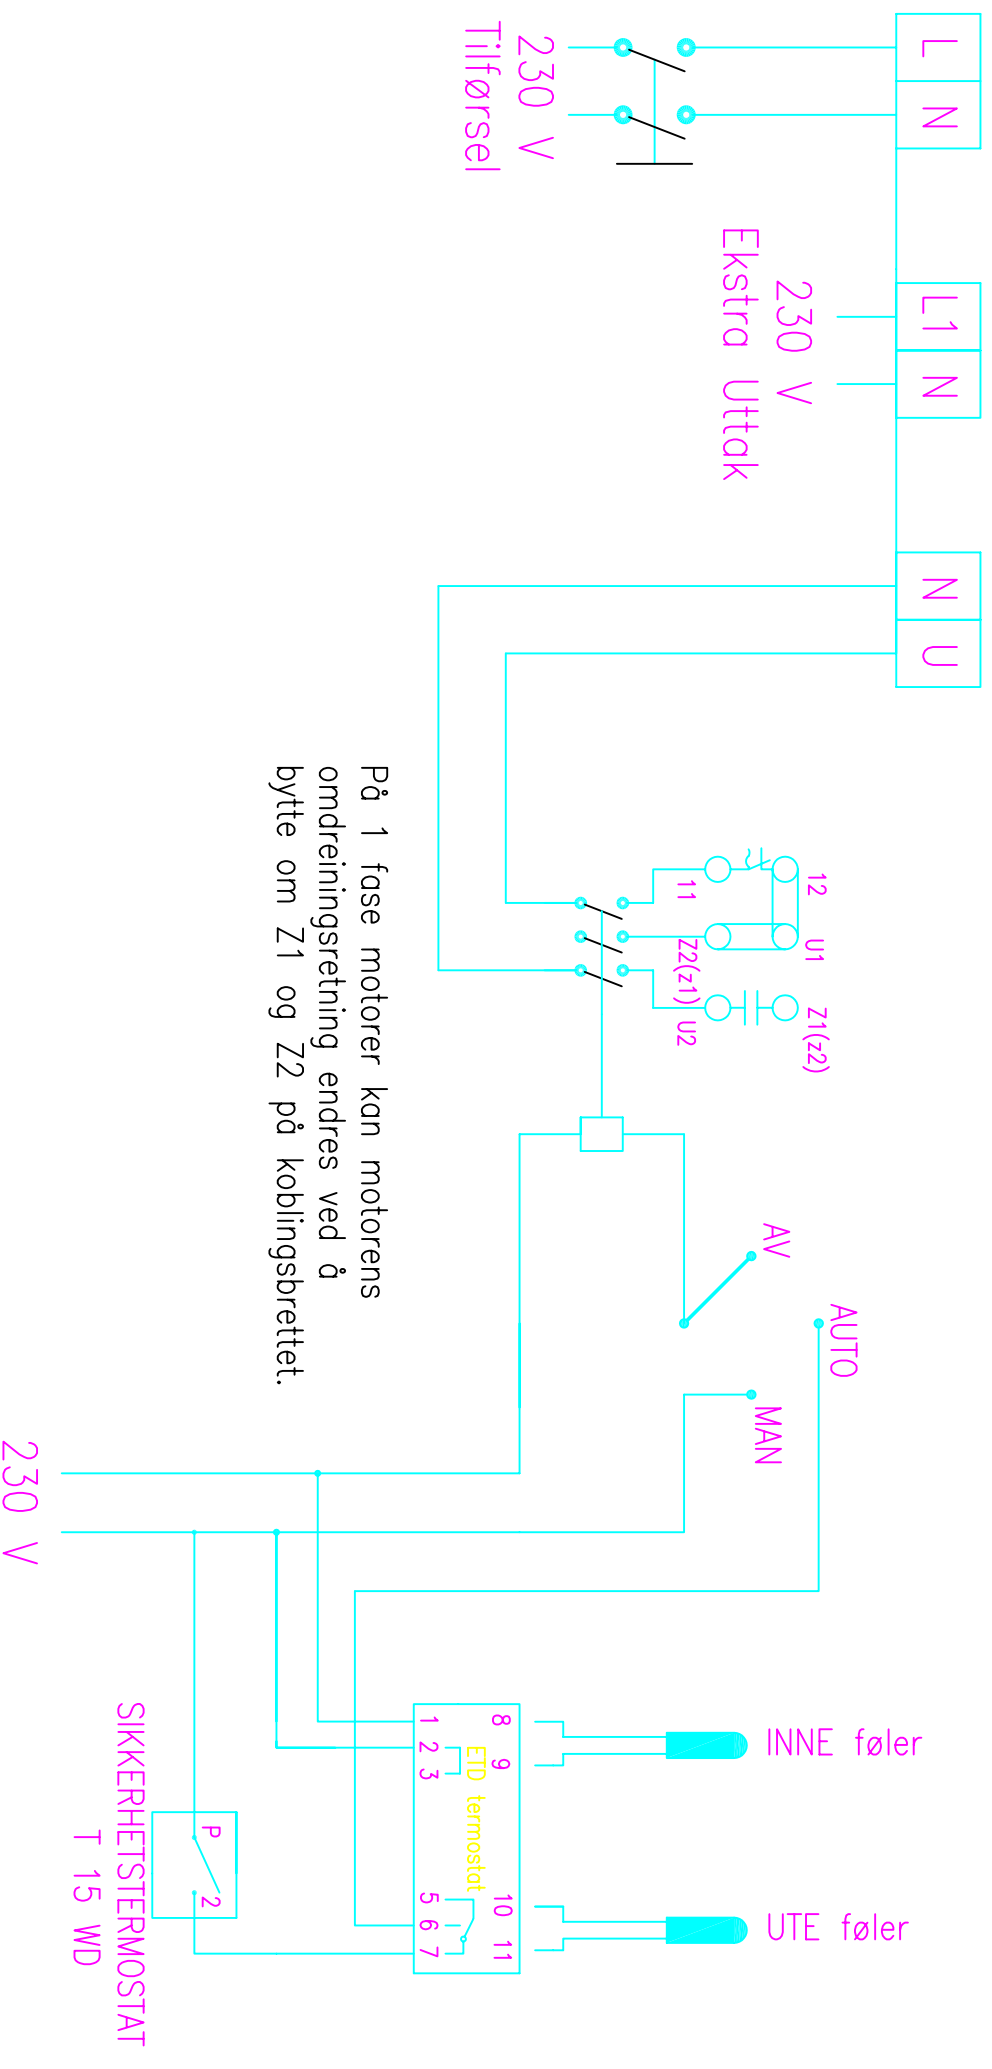 L
N
L1
N
N
U
230 V
Tilførsel
230 V
Ekstra Uttak
12
U1
Z1(z2)
11
Z2(z1)
U2
AV
AUTO
MAN
På 1 fase motorer kan motorens
omdreiningsretning endres ved å
bytte om Z1 og Z2 på koblingsbrettet.
230 V
INNE føler
UTE føler
8
9
10
11
ETD termostat
1
2
3
5
6
7
P
2
SIKKERHETSTERMOSTAT
T 15 WD